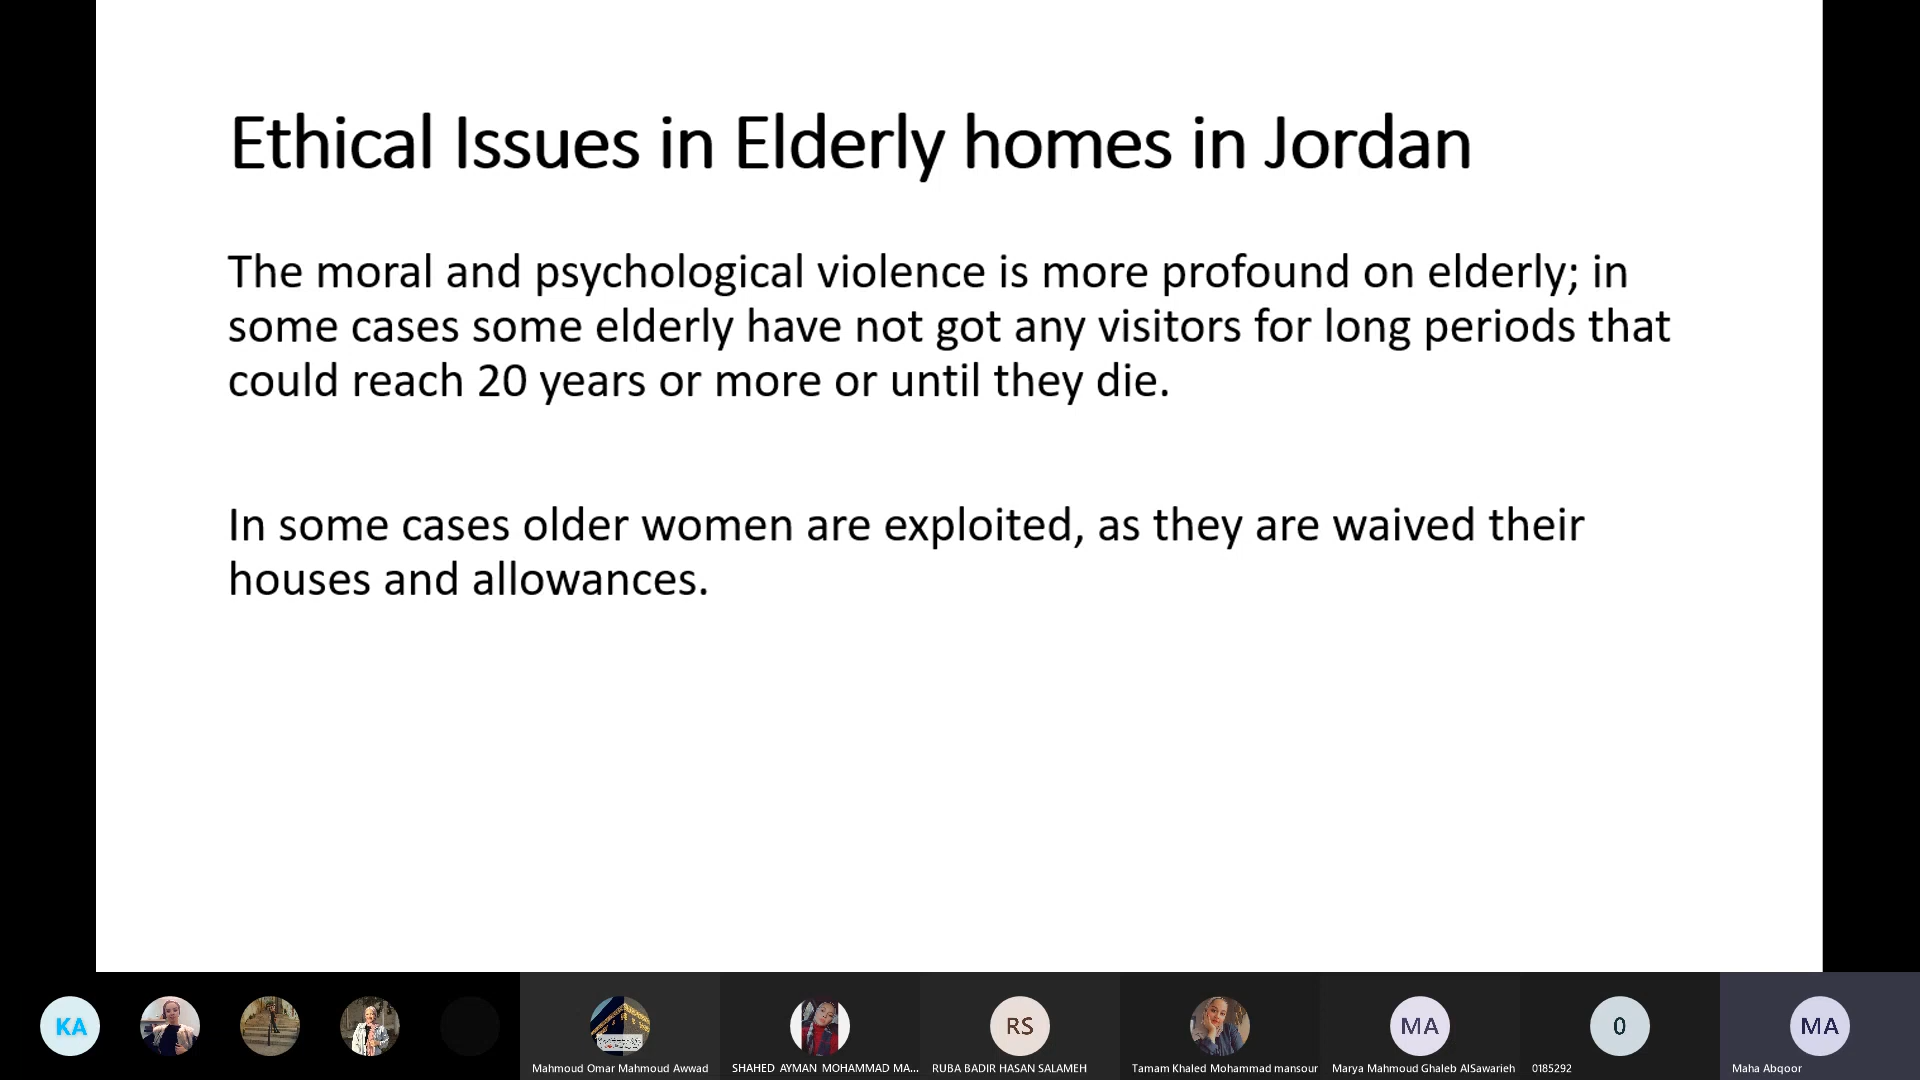 Ethical Issues in Elderly homes in Jordan
The moral and psychological violence is more profound on elderly; in
some cases some elderly have not got any visitors for long periods that
could reach 20 years or more or until they die.
In some cases older women are exploited, as they are waived their
houses and allowances.
KA
RS
MA
0
MA
Mahmoud Omar Mahmoud Awwad
SHAHED AYMAN MOHAMMAD MA...
RUBA BADIR HASAN SALAMEH
Tamam Khaled Mohammad mansour
Marya Mahmoud Ghaleb AlSawarieh
0185292
Maha Abqoor